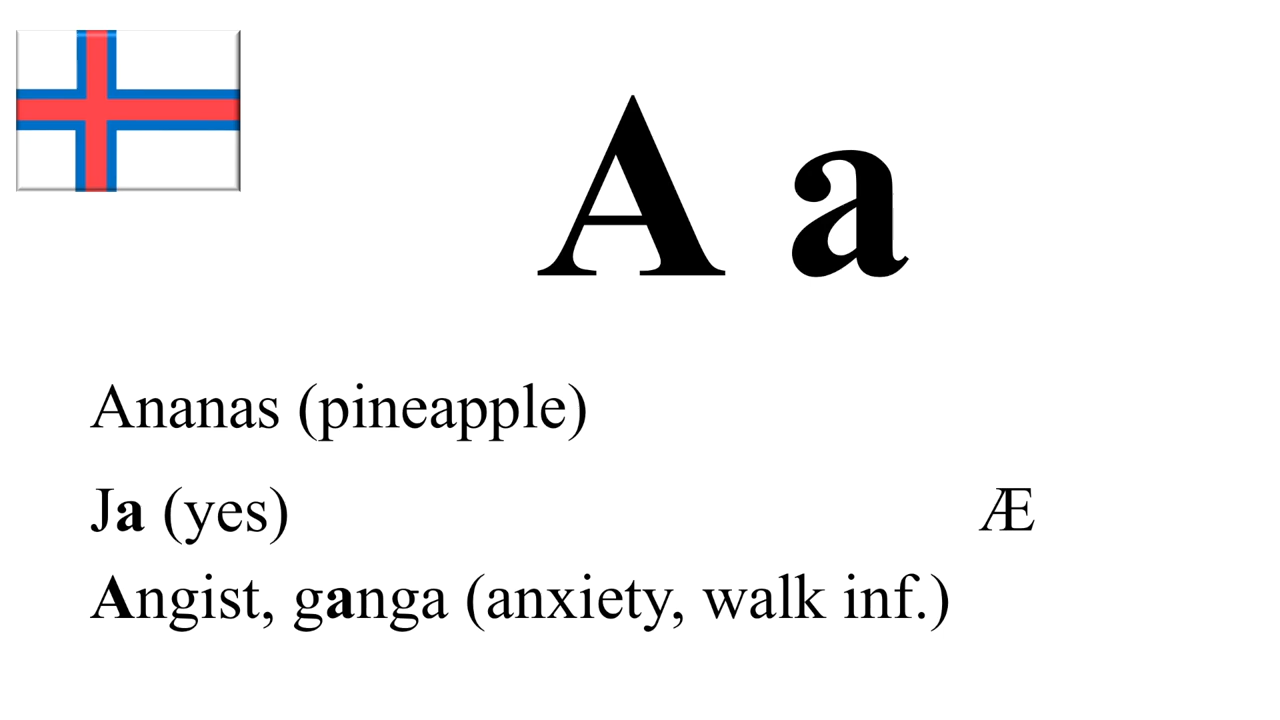 A a
Ananas (pineapple)
Ja (yes)
Æ
Angist, ganga (anxiety, walk inf.)